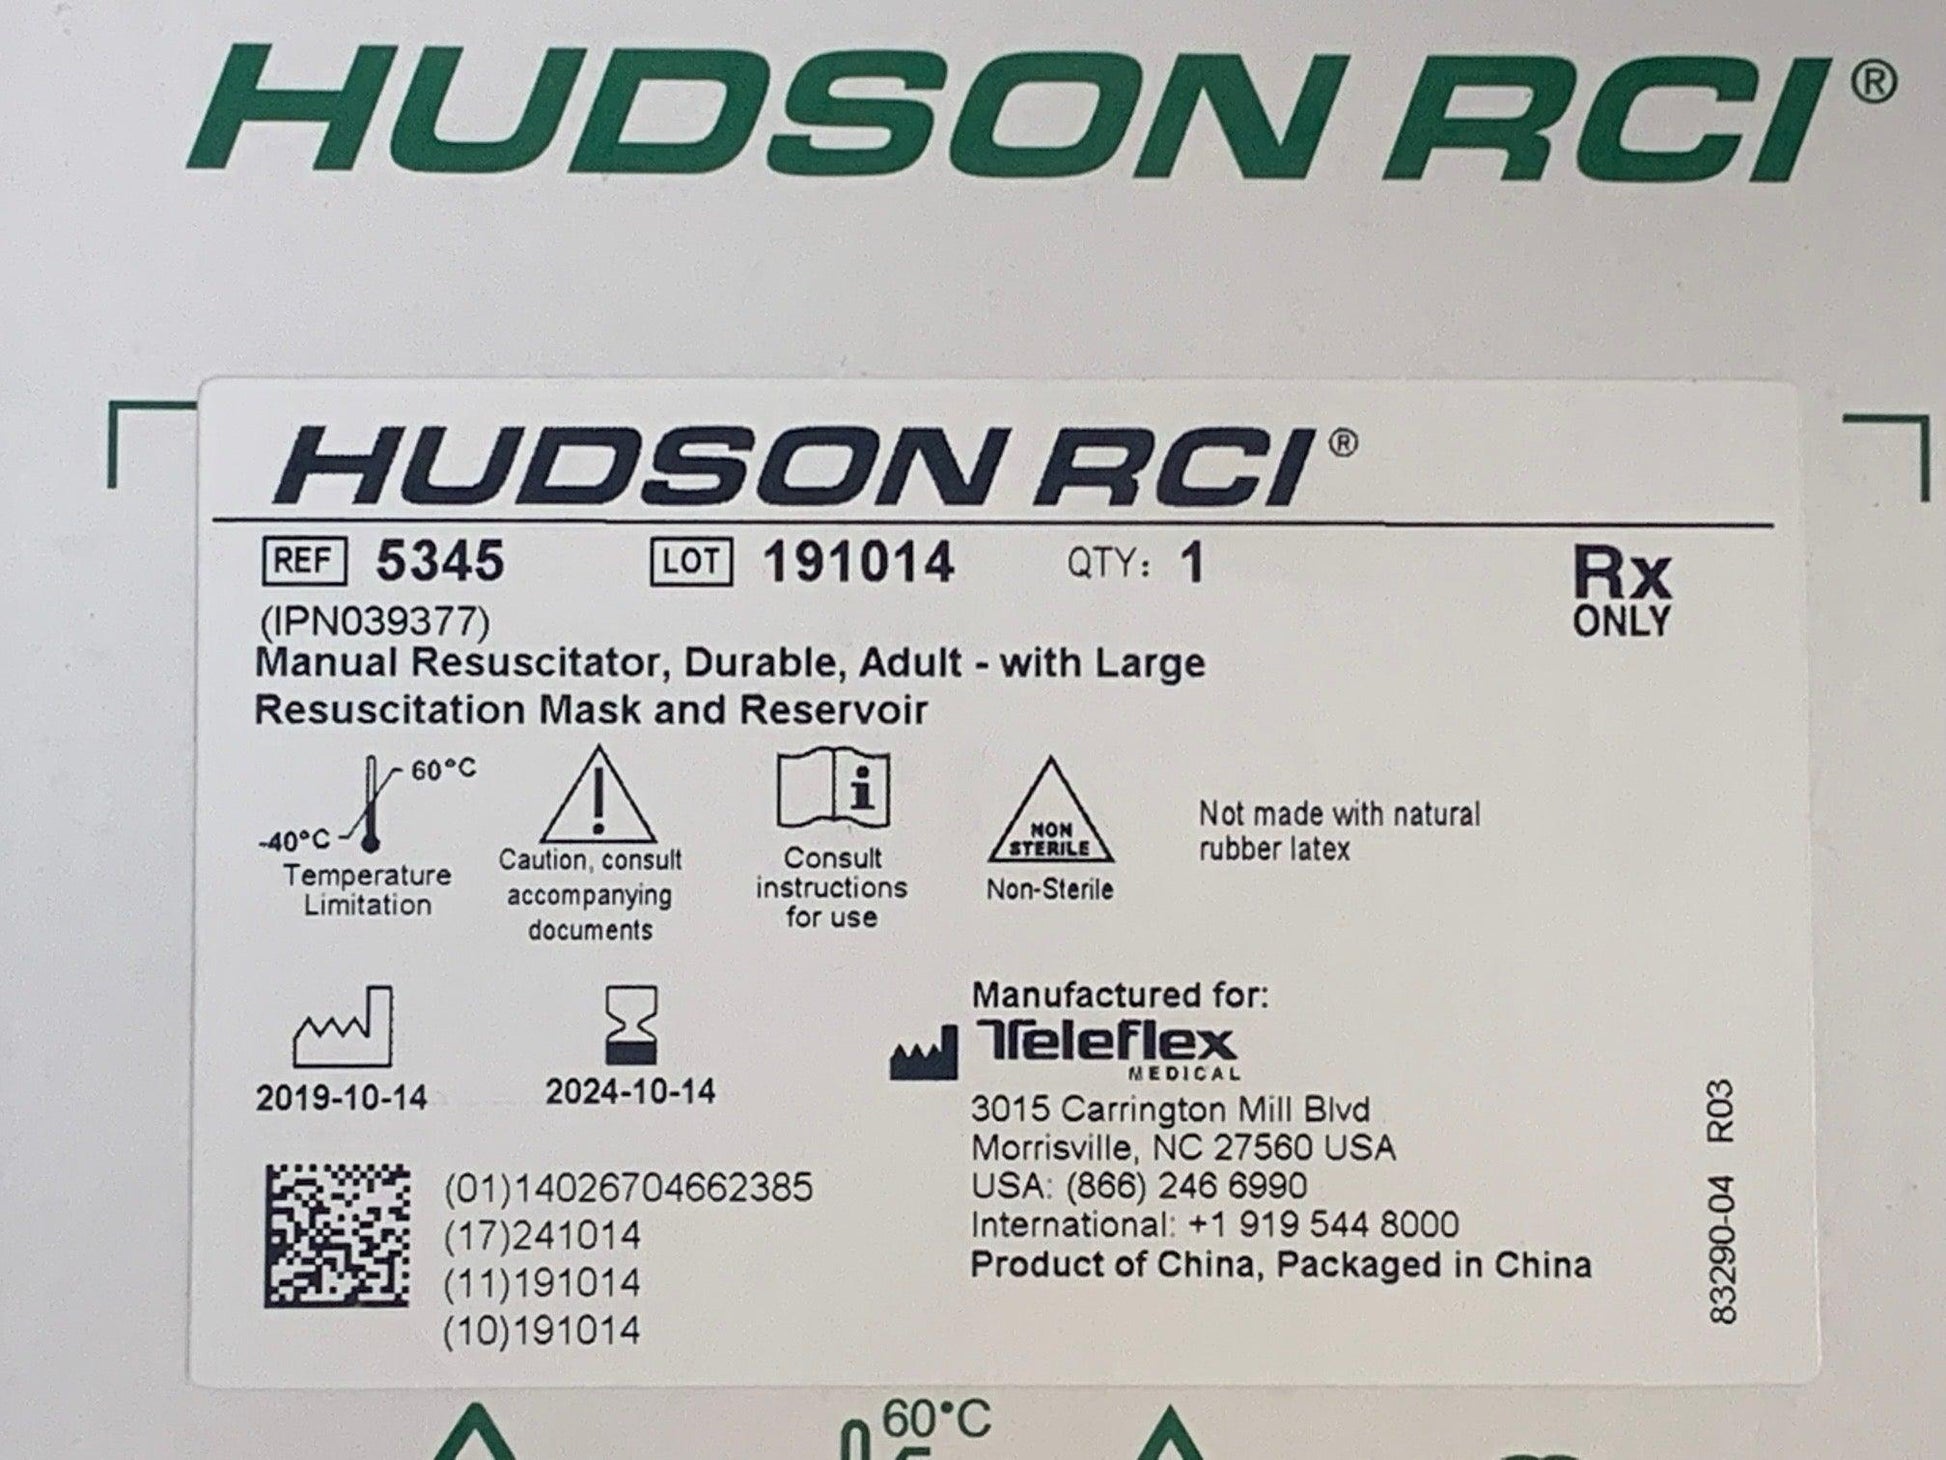 HUDSON RCI®
HUDSON RCI®
REF 5345 LOT 191014 QTY: 1 Rx ONLY
(IPN039377)
Manual Resuscitator, Durable, Adult - with Large
Resuscitation Mask and Reservoir
60°C
-40°C
Temperature
Limitation
Caution, consult
accompanying
documents
Consult
instructions
for use
NON
STERILE
Non-Sterile
Not made with natural
rubber latex
2019-10-14
2024-10-14
Manufactured for:
Teleflex
MEDICAL
3015 Carrington Mill Blvd
Morrisville, NC 27560 USA
USA: (866) 246 6990
International: +1 919 544 8000
Product of China, Packaged in China
(01)14026704662385
(17)241014
(11)191014
(10)191014
83290-04 R03
60°C